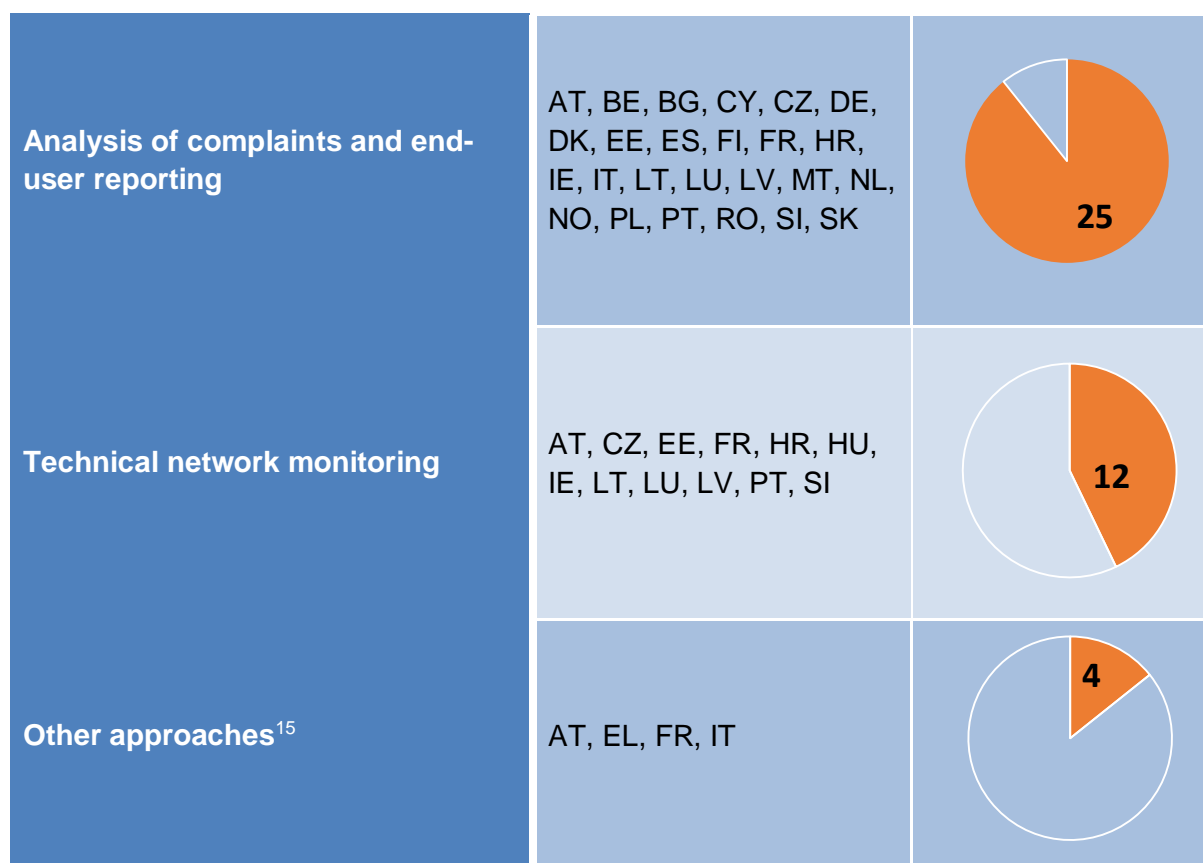 Analysis of complaints and end-
user reporting
AT, BE, BG, CY, CZ, DE,
DK, EE, ES, FI, FR, HR,
IE, IT, LT, LU, LV, MT, NL,
NO, PL, PT, RO, SI, SK
25
Technical network monitoring
AT, CZ, EE, FR, HR, HU,
IE, LT, LU, LV, PT, SI
12
Other approaches15
AT, EL, FR, IT
4